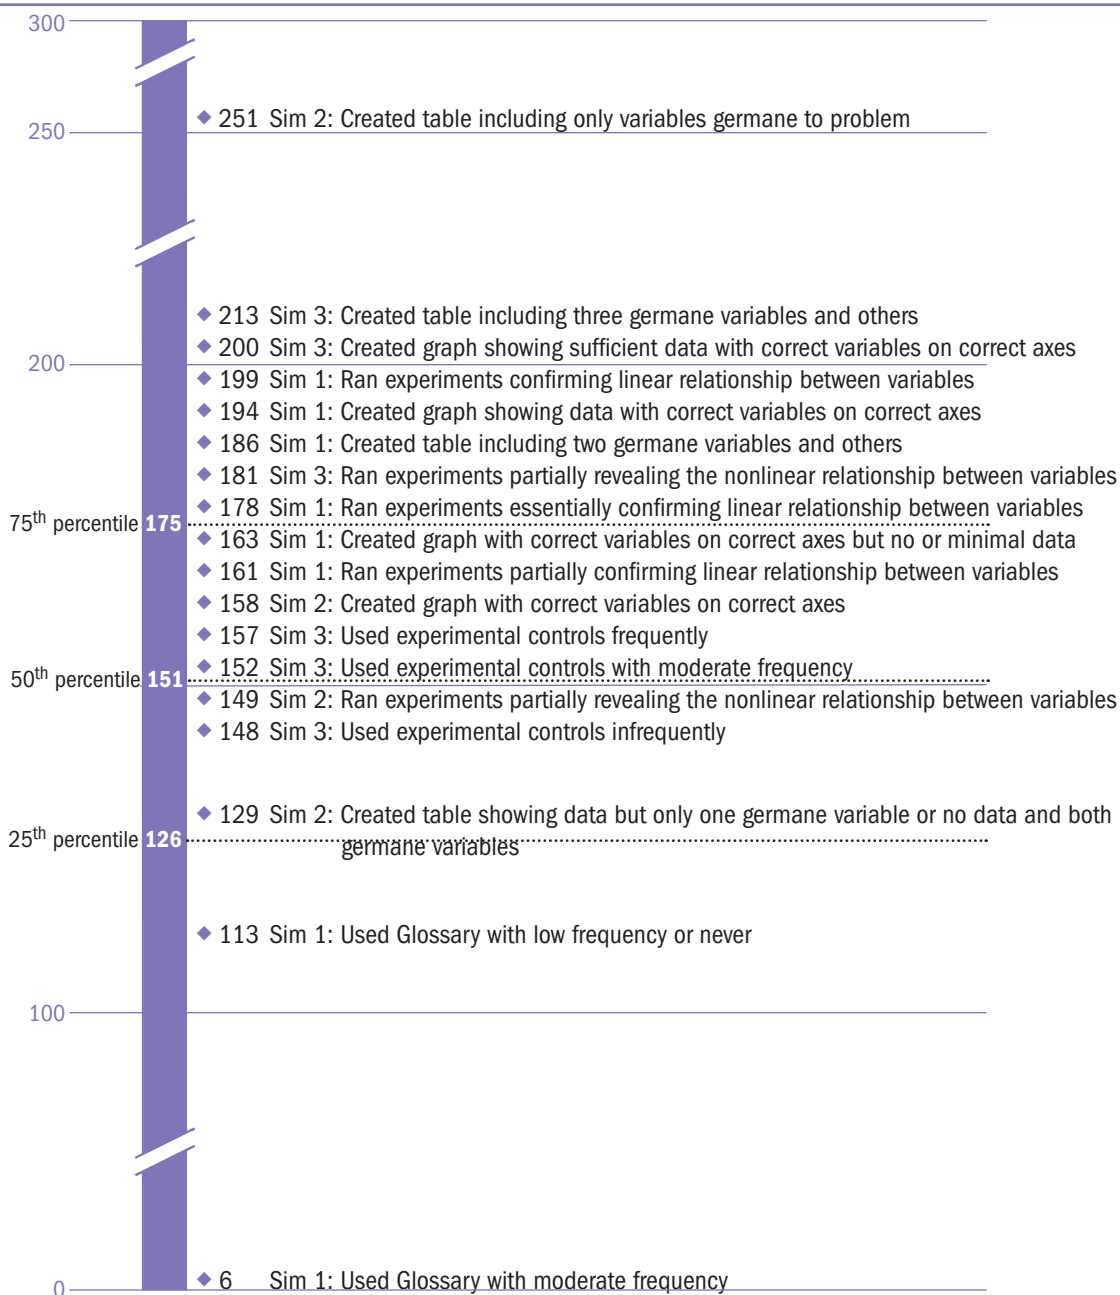 300
◆ 251 Sim 2: Created table including only variables germane to problem
250
◆ 213 Sim 3: Created table including three germane variables and others
◆ 200 Sim 3: Created graph showing sufficient data with correct variables on correct axes
200
◆ 199 Sim 1: Ran experiments confirming linear relationship between variables
◆ 194 Sim 1: Created graph showing data with correct variables on correct axes
◆ 186 Sim 1: Created table including two germane variables and others
◆ 181 Sim 3: Ran experiments partially revealing the nonlinear relationship between variables
◆ 178 Sim 1: Ran experiments essentially confirming linear relationship between variables
75th percentile 175
◆ 163 Sim 1: Created graph with correct variables on correct axes but no or minimal data
◆ 161 Sim 1: Ran experiments partially confirming linear relationship between variables
◆ 158 Sim 2: Created graph with correct variables on correct axes
◆ 157 Sim 3: Used experimental controls frequently
◆ 152 Sim 3: Used experimental controls with moderate frequency
50th percentile 151
◆ 149 Sim 2: Ran experiments partially revealing the nonlinear relationship between variables
◆ 148 Sim 3: Used experimental controls infrequently
◆ 129 Sim 2: Created table showing data but only one germane variable or no data and both
25th percentile 126
germane variables
◆ 113 Sim 1: Used Glossary with low frequency or never
100
◆ 6 Sim 1: Used Glossary with moderate frequency
0